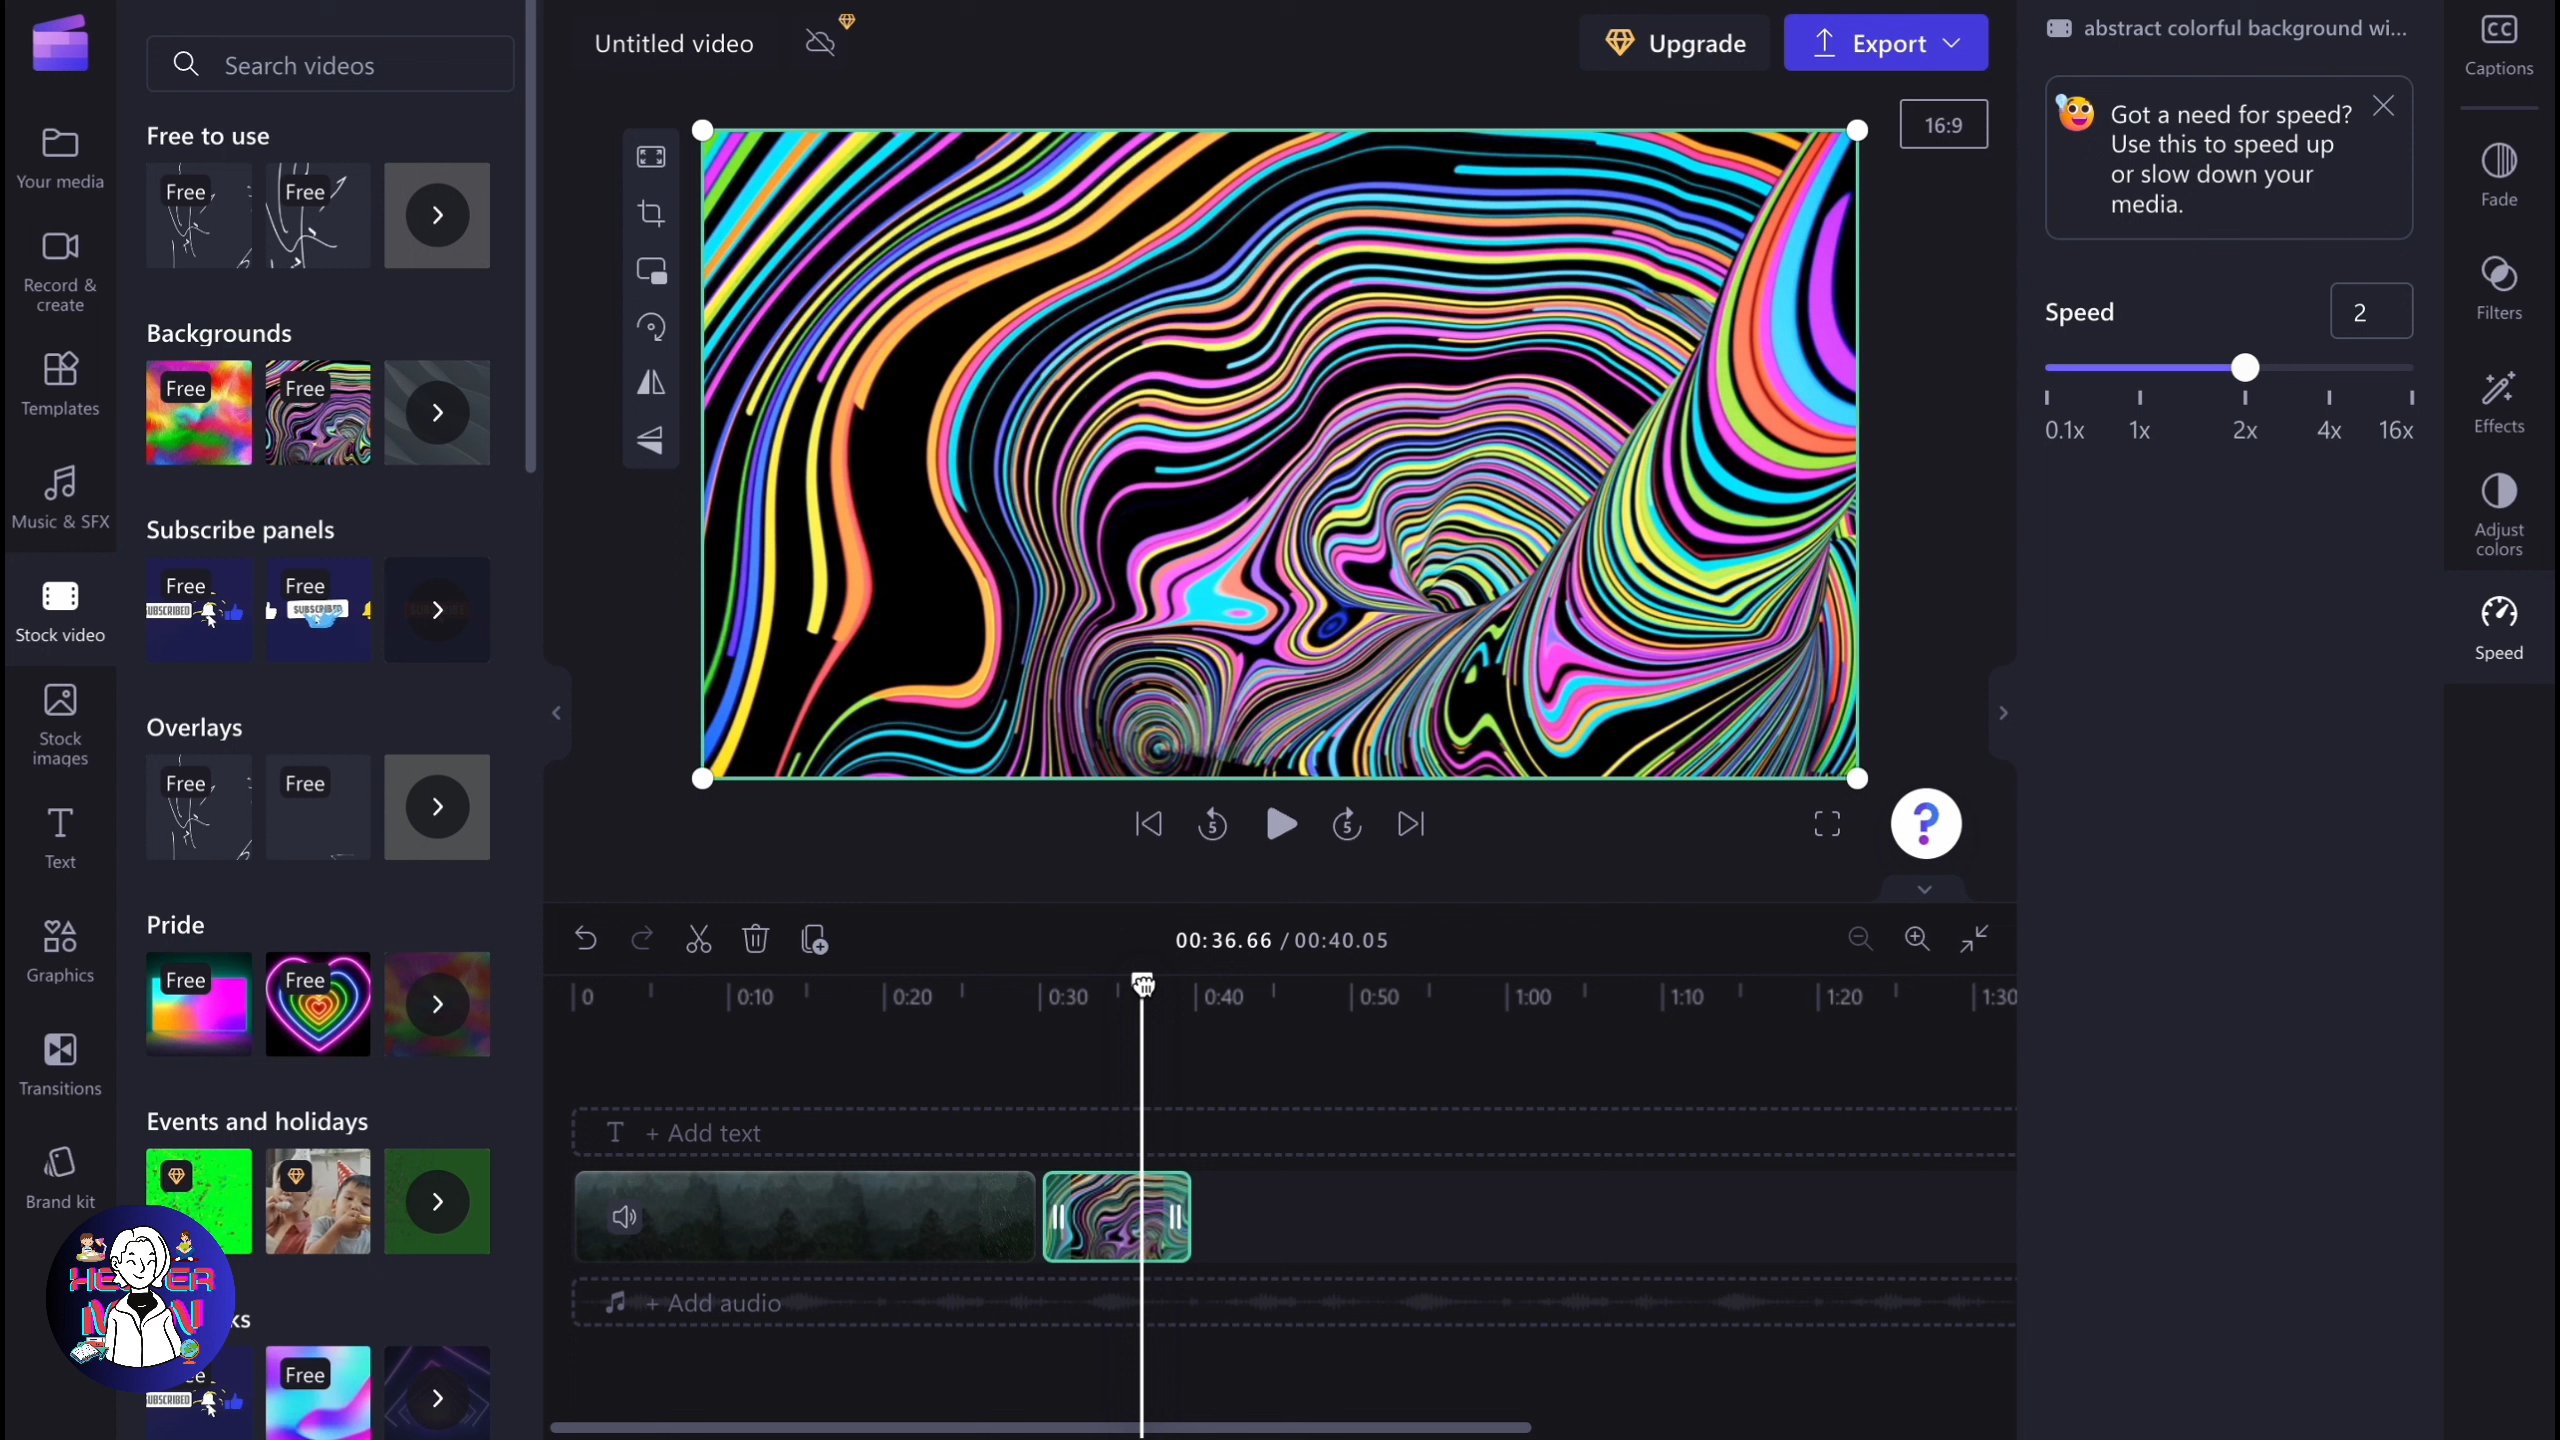 Untitled video
Upgrade
Export
abstract colorful background wi...
Captions
Search videos
Got a need for speed?
Use this to speed up
or slow down your
media.
16:9
Free to use
Free
Free
Your media
Fade
Record &
create
Filters
Speed
2
0.1x
1x
2x
4x
16x
Backgrounds
Free
Free
Templates
Effects
Music & SFX
Adjust
colors
Subscribe panels
Free
Free
SUBSCRIBED
Stock video
Speed
Overlays
Free
Free
Stock
images
5
5
?
Text
Pride
Free
Free
Graphics
00:36.66 / 00:40.05
0
0:10
0:20
0:30
0:40
0:50
1:00
1:10
1:20
1:30
Transitions
Events and holidays
T + Add text
Brand kit
+ Add audio
ks
Free